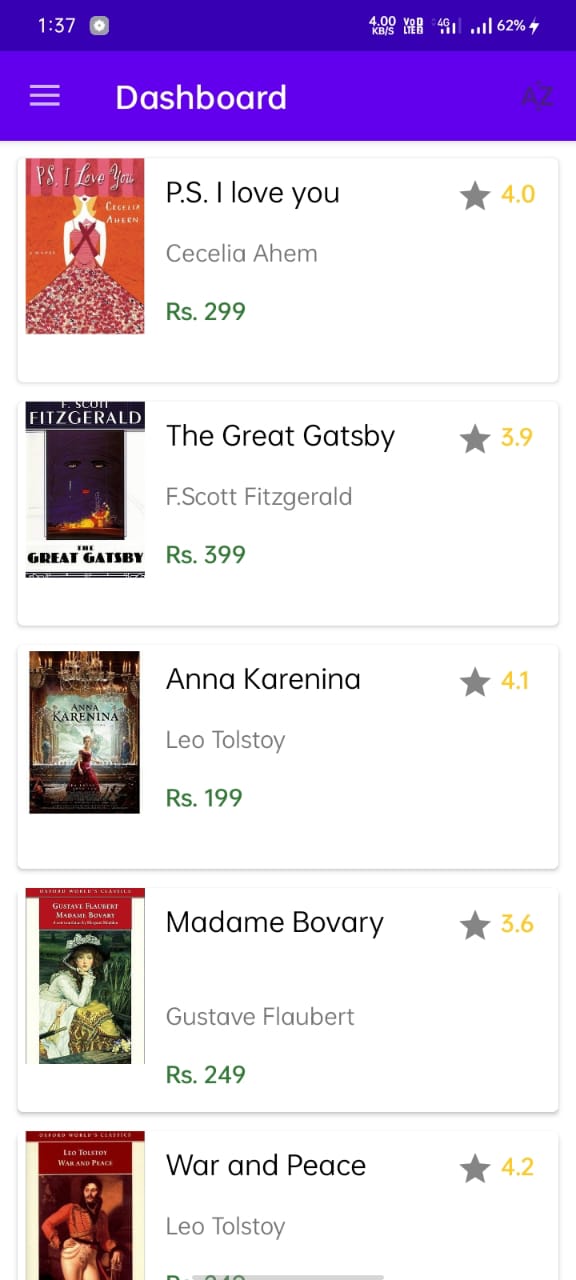 1:37 4.00 KB/S VoD LTE2 4G 62%
Dashboard AZ
P.S. I Love You
CECELIA
AHERN
P.S. I love you 4.0
Cecelia Ahem
Rs. 299
F. SCOTT
FITZGERALD
THE
GREAT GATSBY
The Great Gatsby 3.9
F.Scott Fitzgerald
Rs. 399
ANNA
KARENINA
Anna Karenina 4.1
Leo Tolstoy
Rs. 199
OXFORD WORLD'S CLASSICS
GUSTAVE FLAUBERT
MADAME BOVARY
Madame Bovary 3.6
Gustave Flaubert
Rs. 249
OXFORD WORLD'S CLASSICS
LEO TOLSTOY
WAR AND PEACE
War and Peace 4.2
Leo Tolstoy